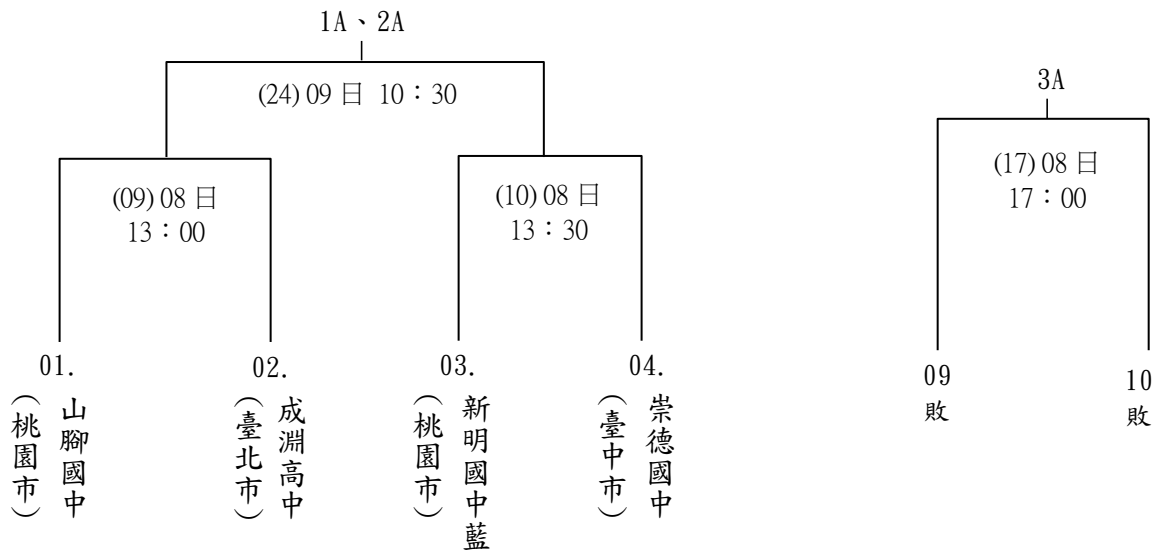 1A、2A
(24) 09 日 10：30
3A
(09) 08 日
13：00
(10) 08 日
13：30
(17) 08 日
17：00
01.
山腳國中
(桃園市)
02.
成淵高中
(臺北市)
03.
新明國中藍
(桃園市)
04.
崇德國中
(臺中市)
09
敗
10
敗